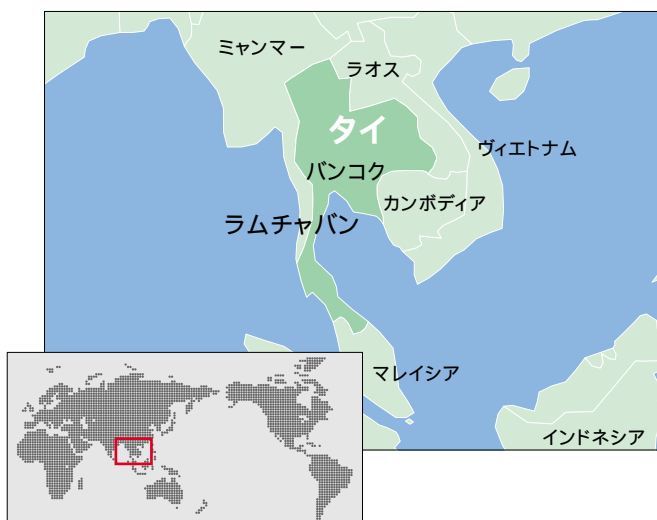 ミャンマー
ラオス
タイ
ヴィエトナム
バンコク
カンボディア
ラムチャバン
マレイシア
インドネシア